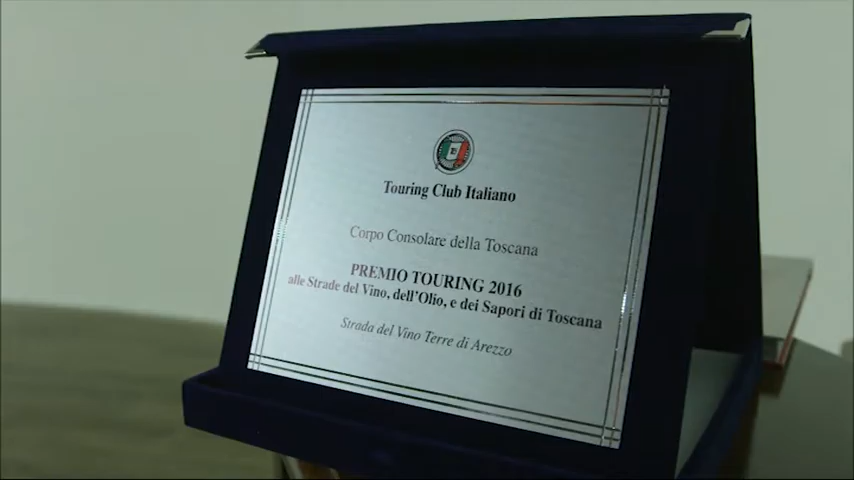 Touring Club Italiano
Corpo Consolare della Toscana
PREMIO TOURING 2016
alle Strade del Vino, dell'Olio, e dei Sapori di Toscana
Strada del Vino Terre di Arezzo